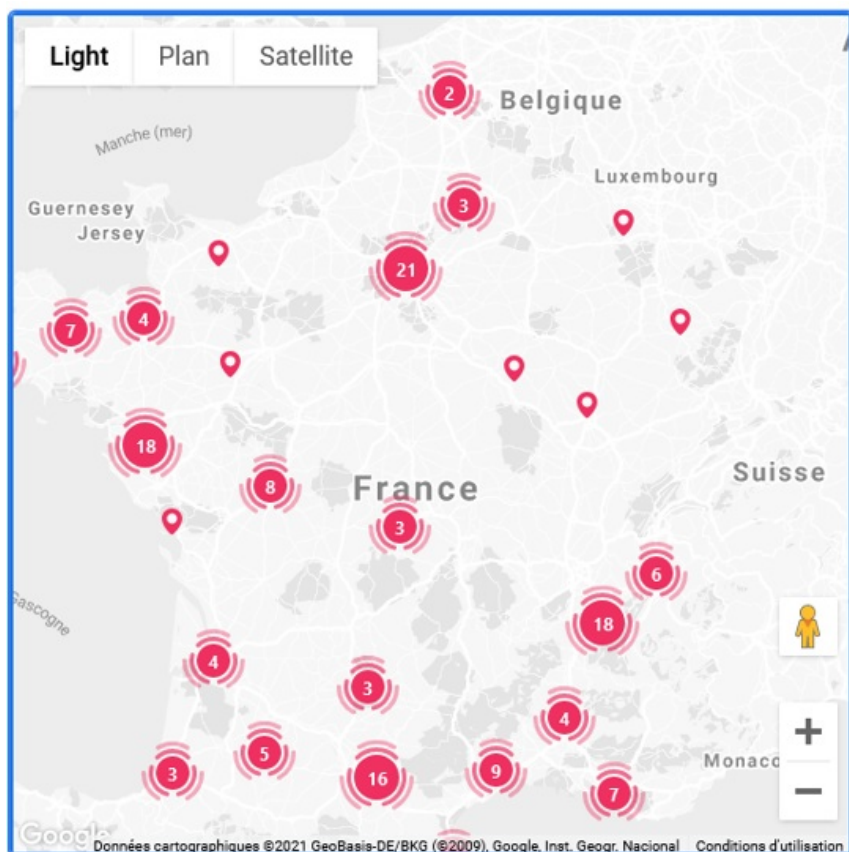 Light Plan Satellite
2
Belgique
Manche (mer)
Luxembourg
3
Guernesey
Jersey
21
4
7
18
Suisse
8
France
3
6
Gascogne
18
4
3
4
5
Monaco
9
3
16
7
Google
Données cartographiques ©2021 GeoBasis-DE/BKG (©2009), Google, Inst. Geogr. Nacional Conditions d'utilisation